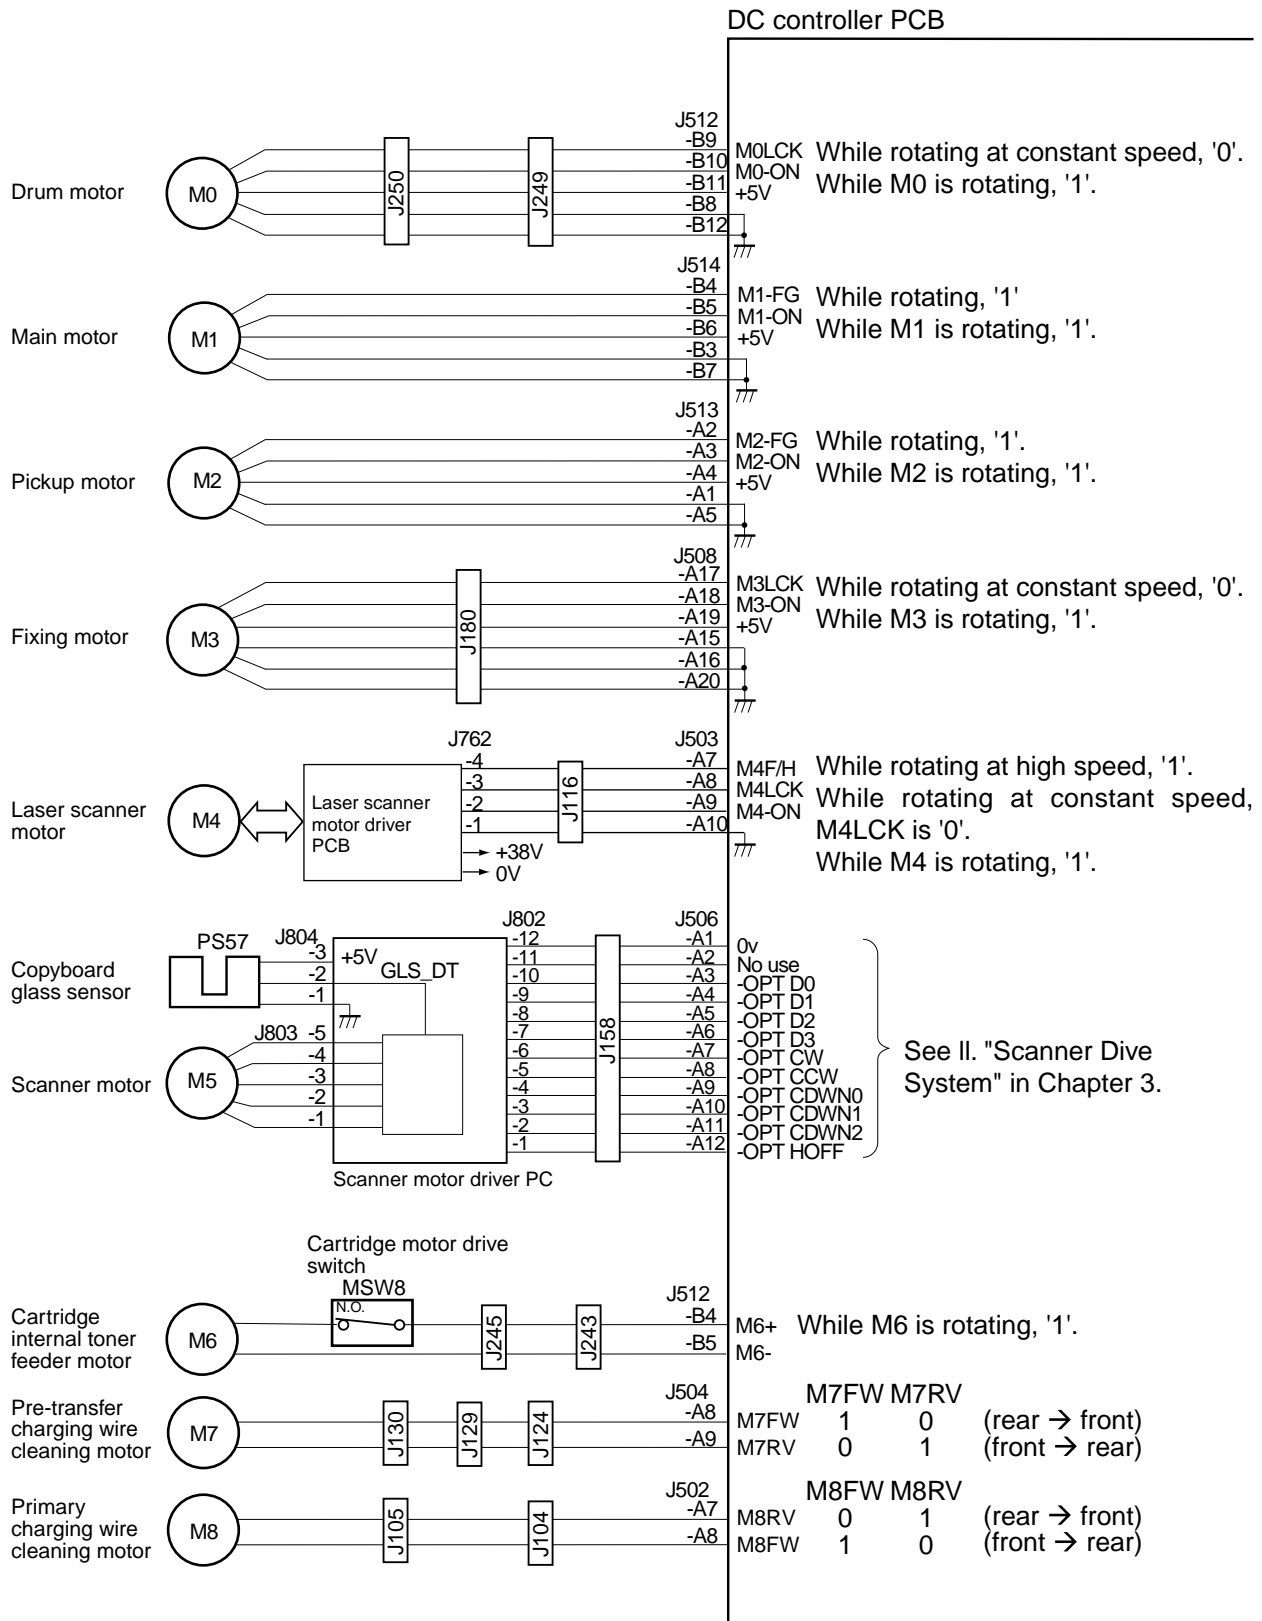 DC controller PCB
J512
-B9
-B10
-B11
-B8
-B12
Drum motor
M0
J250
J249
M0LCK While rotating at constant speed, '0'.
M0-ON While M0 is rotating, '1'.
+5V
J514
-B4
-B5
-B6
-B3
-B7
Main motor
M1
M1-FG While rotating, '1'
M1-ON While M1 is rotating, '1'.
+5V
J513
-A2
-A3
-A4
-A1
-A5
Pickup motor
M2
M2-FG While rotating, '1'.
M2-ON While M2 is rotating, '1'.
+5V
J508
-A17
-A18
-A19
-A15
-A16
-A20
Fixing motor
M3
J180
M3LCK While rotating at constant speed, '0'.
M3-ON While M3 is rotating, '1'.
+5V
J762
-4
-3
-2
-1
J503
-A7
-A8
-A9
-A10
Laser scanner
motor
M4
Laser scanner
motor driver
PCB
+38V
0V
J116
M4F/H While rotating at high speed, '1'.
M4LCK While rotating at constant speed,
M4-ON M4LCK is '0'.
While M4 is rotating, '1'.
Copyboard
glass sensor
PS57
J804
-3
-2
-1
+5V
GLS_DT
J803 -5
-4
-3
-2
-1
Scanner motor
M5
Scanner motor driver PC
J802
-12
-11
-10
-9
-8
-7
-6
-5
-4
-3
-2
-1
J158
J506
-A1
-A2
-A3
-A4
-A5
-A6
-A7
-A8
-A9
-A10
-A11
-A12
0v
No use
-OPT D0
-OPT D1
-OPT D2
-OPT D3
-OPT CW
-OPT CCW
-OPT CDWN0
-OPT CDWN1
-OPT CDWN2
-OPT HOFF
See II. "Scanner Dive
System" in Chapter 3.
Cartridge motor drive
switch
MSW8
N.O.
Cartridge
internal toner
feeder motor
M6
J245
J243
J512
-B4
-B5
M6+ While M6 is rotating, '1'.
M6-
Pre-transfer
charging wire
cleaning motor
M7
J130
J129
J124
J504
-A8
-A9
M7FW M7RV
M7FW 1 0 (rear → front)
M7RV 0 1 (front → rear)
Primary
charging wire
cleaning motor
M8
J105
J104
J502
-A7
-A8
M8FW M8RV
M8RV 0 1 (rear → front)
M8FW 1 0 (front → rear)